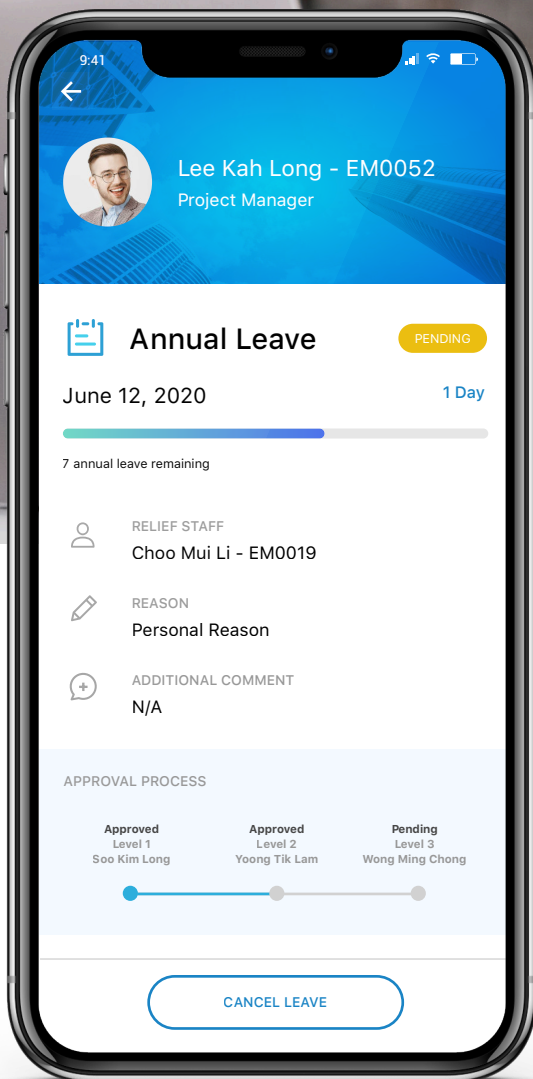 9:41
Lee Kah Long - EM0052
Project Manager
Annual Leave
PENDING
June 12, 2020
1 Day
7 annual leave remaining
RELIEF STAFF
Choo Mui Li - EM0019
REASON
Personal Reason
ADDITIONAL COMMENT
N/A
APPROVAL PROCESS
Approved
Level 1
Soo Kim Long
Approved
Level 2
Yoong Tik Lam
Pending
Level 3
Wong Ming Chong
CANCEL LEAVE